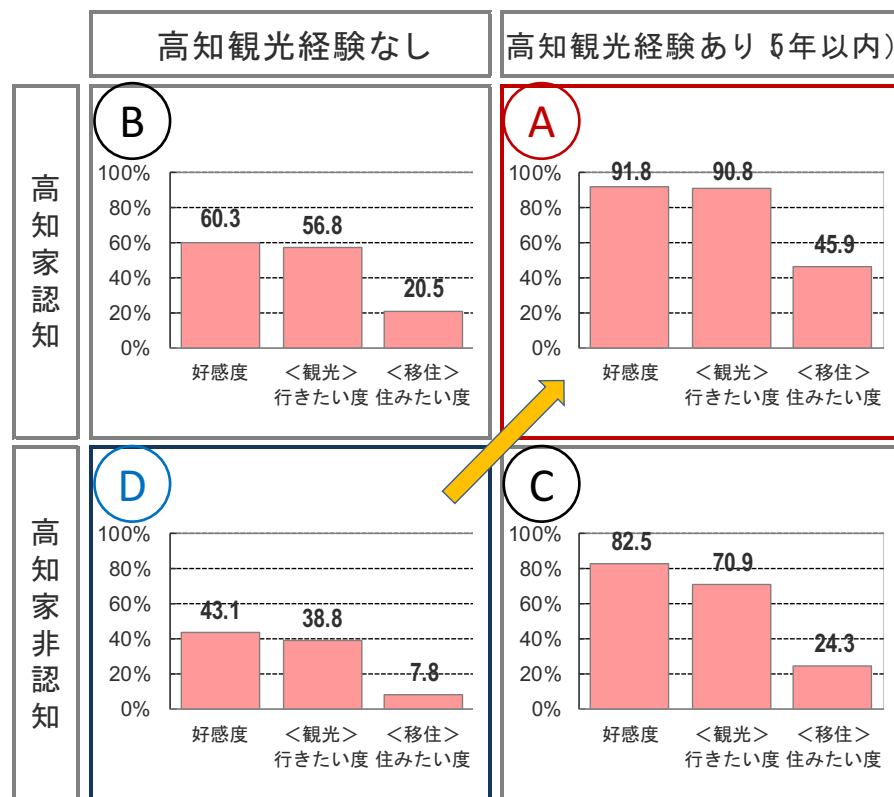 高知観光経験なし
高知観光経験あり(5年以内)
高知家認知
B
100%
80%
60%
40%
20%
0%
60.3
56.8
20.5
好感度
<観光>
行きたい度
<移住>
住みたい度
A
100%
80%
60%
40%
20%
0%
91.8
90.8
45.9
好感度
<観光>
行きたい度
<移住>
住みたい度
高知家非認知
D
100%
80%
60%
40%
20%
0%
43.1
38.8
7.8
好感度
<観光>
行きたい度
<移住>
住みたい度
C
100%
80%
60%
40%
20%
0%
82.5
70.9
24.3
好感度
<観光>
行きたい度
<移住>
住みたい度